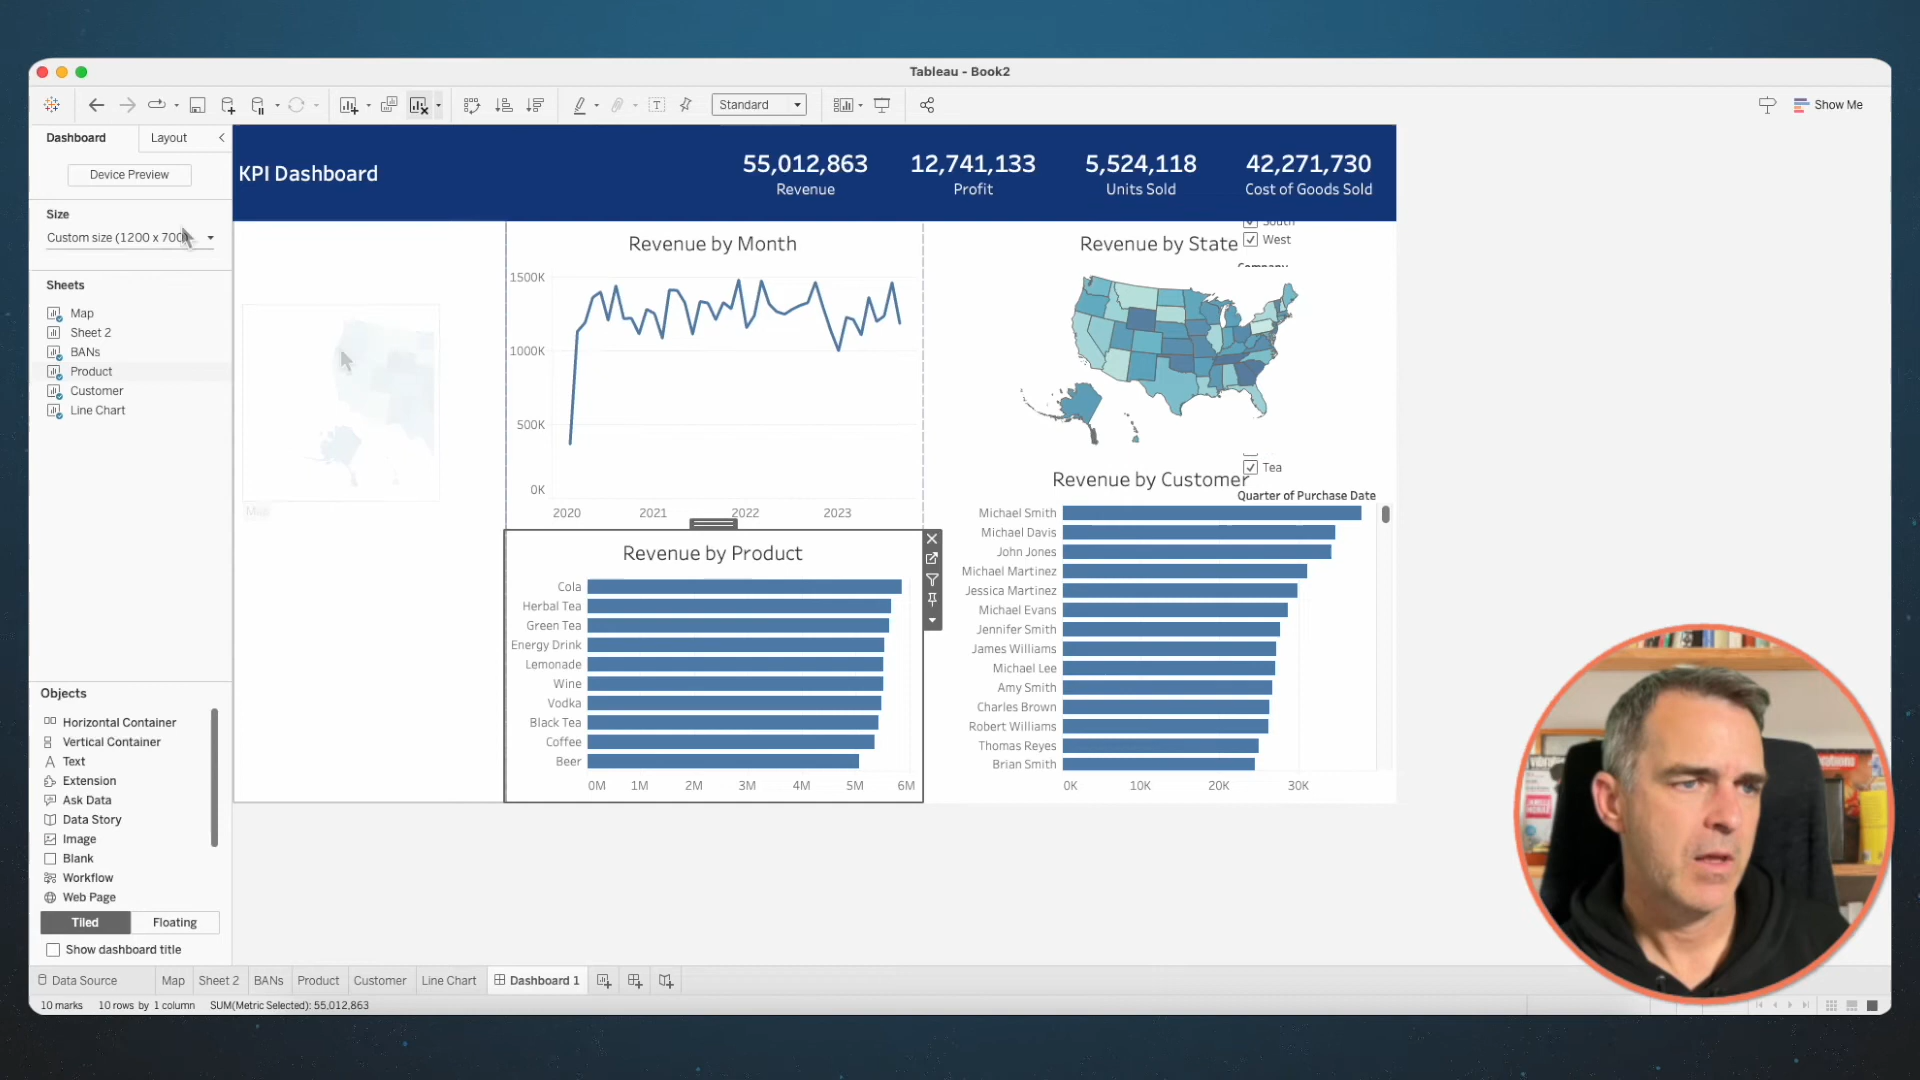 Tableau - Book2
Standard
Show Me
Dashboard
Layout
Device Preview
Size
Custom size (1200 x 700)
Sheets
Map
Sheet 2
BANs
Product
Customer
Line Chart
Objects
Horizontal Container
Vertical Container
Text
Extension
Ask Data
Data Story
Image
Blank
Workflow
Web Page
Tiled
Floating
Show dashboard title
KPI Dashboard
55,012,863
Revenue
12,741,133
Profit
5,524,118
Units Sold
42,271,730
Cost of Goods Sold
Map
Revenue by Month
1500K
1000K
500K
0K
2020
2021
2022
2023
Revenue by State
South
West
Company
Revenue by Product
Cola
Herbal Tea
Green Tea
Energy Drink
Lemonade
Wine
Vodka
Black Tea
Coffee
Beer
0M
1M
2M
3M
4M
5M
6M
Tea
Revenue by Customer
Quarter of Purchase Date
Michael Smith
Michael Davis
John Jones
Michael Martinez
Jessica Martinez
Michael Evans
Jennifer Smith
James Williams
Michael Lee
Amy Smith
Charles Brown
Robert Williams
Thomas Reyes
Brian Smith
0K
10K
20K
30K
Data Source
Map
Sheet 2
BANs
Product
Customer
Line Chart
Dashboard 1
10 marks
10 rows by 1 column
SUM(Metric Selected): 55,012,863